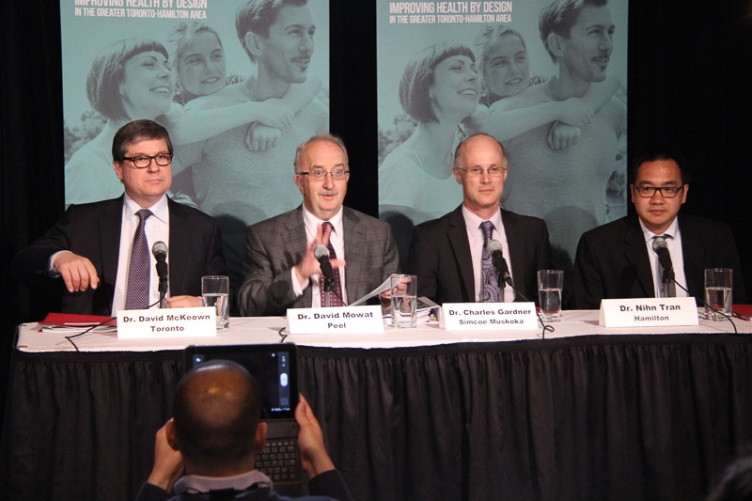 IMPROVING HEALTH BY DESIGN
IN THE GREATER TORONTO-HAMILTON AREA
IMPROVING HEALTH BY DESIGN
IN THE GREATER TORONTO-HAMILTON AREA
Dr. David McKeown
Toronto
Dr. David Mowat
Peel
Dr. Charles Gardner
Simcoe Muskoka
Dr. Nihn Tran
Hamilton